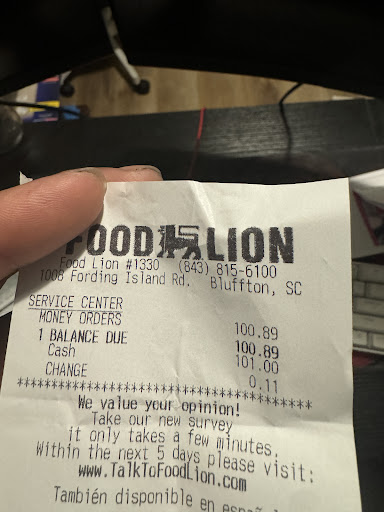 FOOD LION
Food Lion #1330 (843) 815-6100
1008 Fording Island Rd. Bluffton, SC
SERVICE CENTER
MONEY ORDERS 100.89
1 BALANCE DUE 100.89
Cash 101.00
CHANGE 0.11
****************************************
We value your opinion!
Take our new survey
it only takes a few minutes.
Within the next 5 days please visit:
www.TalkToFoodLion.com
También disponible en